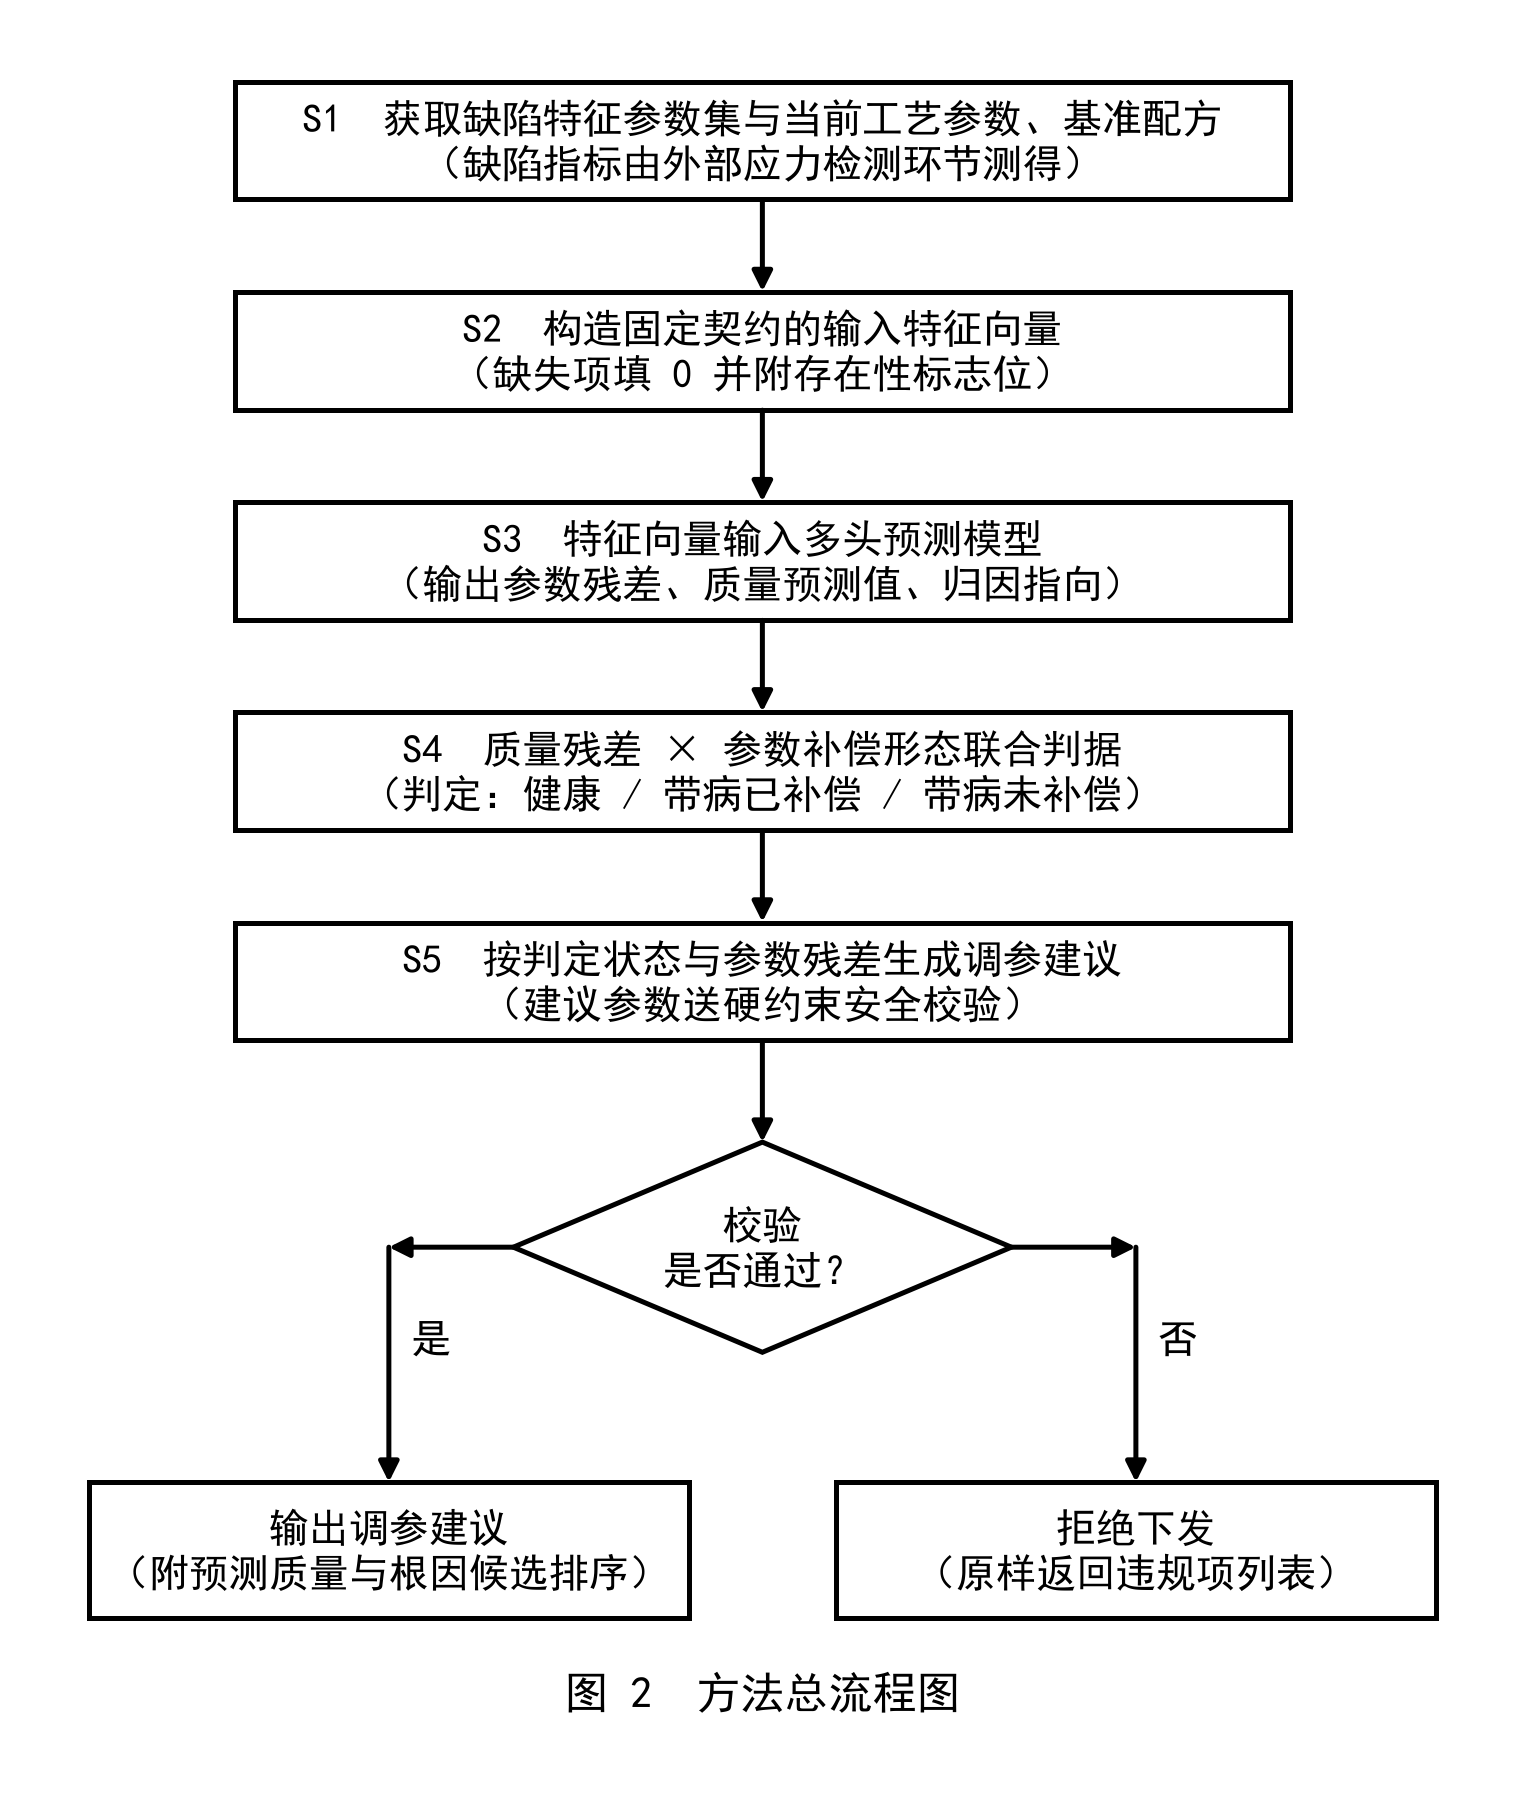 S1  获取缺陷特征参数集与当前工艺参数、基准配方
（缺陷指标由外部应力检测环节测得）
S2  构造固定契约的输入特征向量
（缺失项填 0 并附存在性标志位）
S3  特征向量输入多头预测模型
（输出参数残差、质量预测值、归因指向）
S4  质量残差 × 参数补偿形态联合判据
（判定：健康 / 带病已补偿 / 带病未补偿）
S5  按判定状态与参数残差生成调参建议
（建议参数送硬约束安全校验）
校验
是否通过？
是
否
输出调参建议
（附预测质量与根因候选排序）
拒绝下发
（原样返回违规项列表）
图 2  方法总流程图